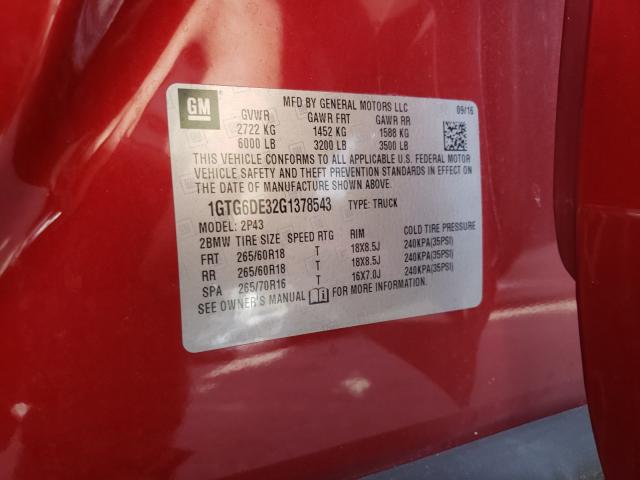 GM
MFD BY GENERAL MOTORS LLC 09/16
GVWR GAWR FRT GAWR RR
2722 KG 1452 KG 1588 KG
6000 LB 3200 LB 3500 LB
THIS VEHICLE CONFORMS TO ALL APPLICABLE U.S. FEDERAL MOTOR
VEHICLE SAFETY AND THEFT PREVENTION STANDARDS IN EFFECT ON
THE DATE OF MANUFACTURE SHOWN ABOVE.
1GTG6DE32G1378543 TYPE: TRUCK
MODEL: 2P43
2BMW TIRE SIZE SPEED RTG RIM COLD TIRE PRESSURE
FRT 265/60R18 T 18X8.5J 240KPA(35PSI)
RR 265/60R18 T 18X8.5J 240KPA(35PSI)
SPA 265/70R16 T 16X7.0J 240KPA(35PSI)
SEE OWNER'S MANUAL FOR MORE INFORMATION.